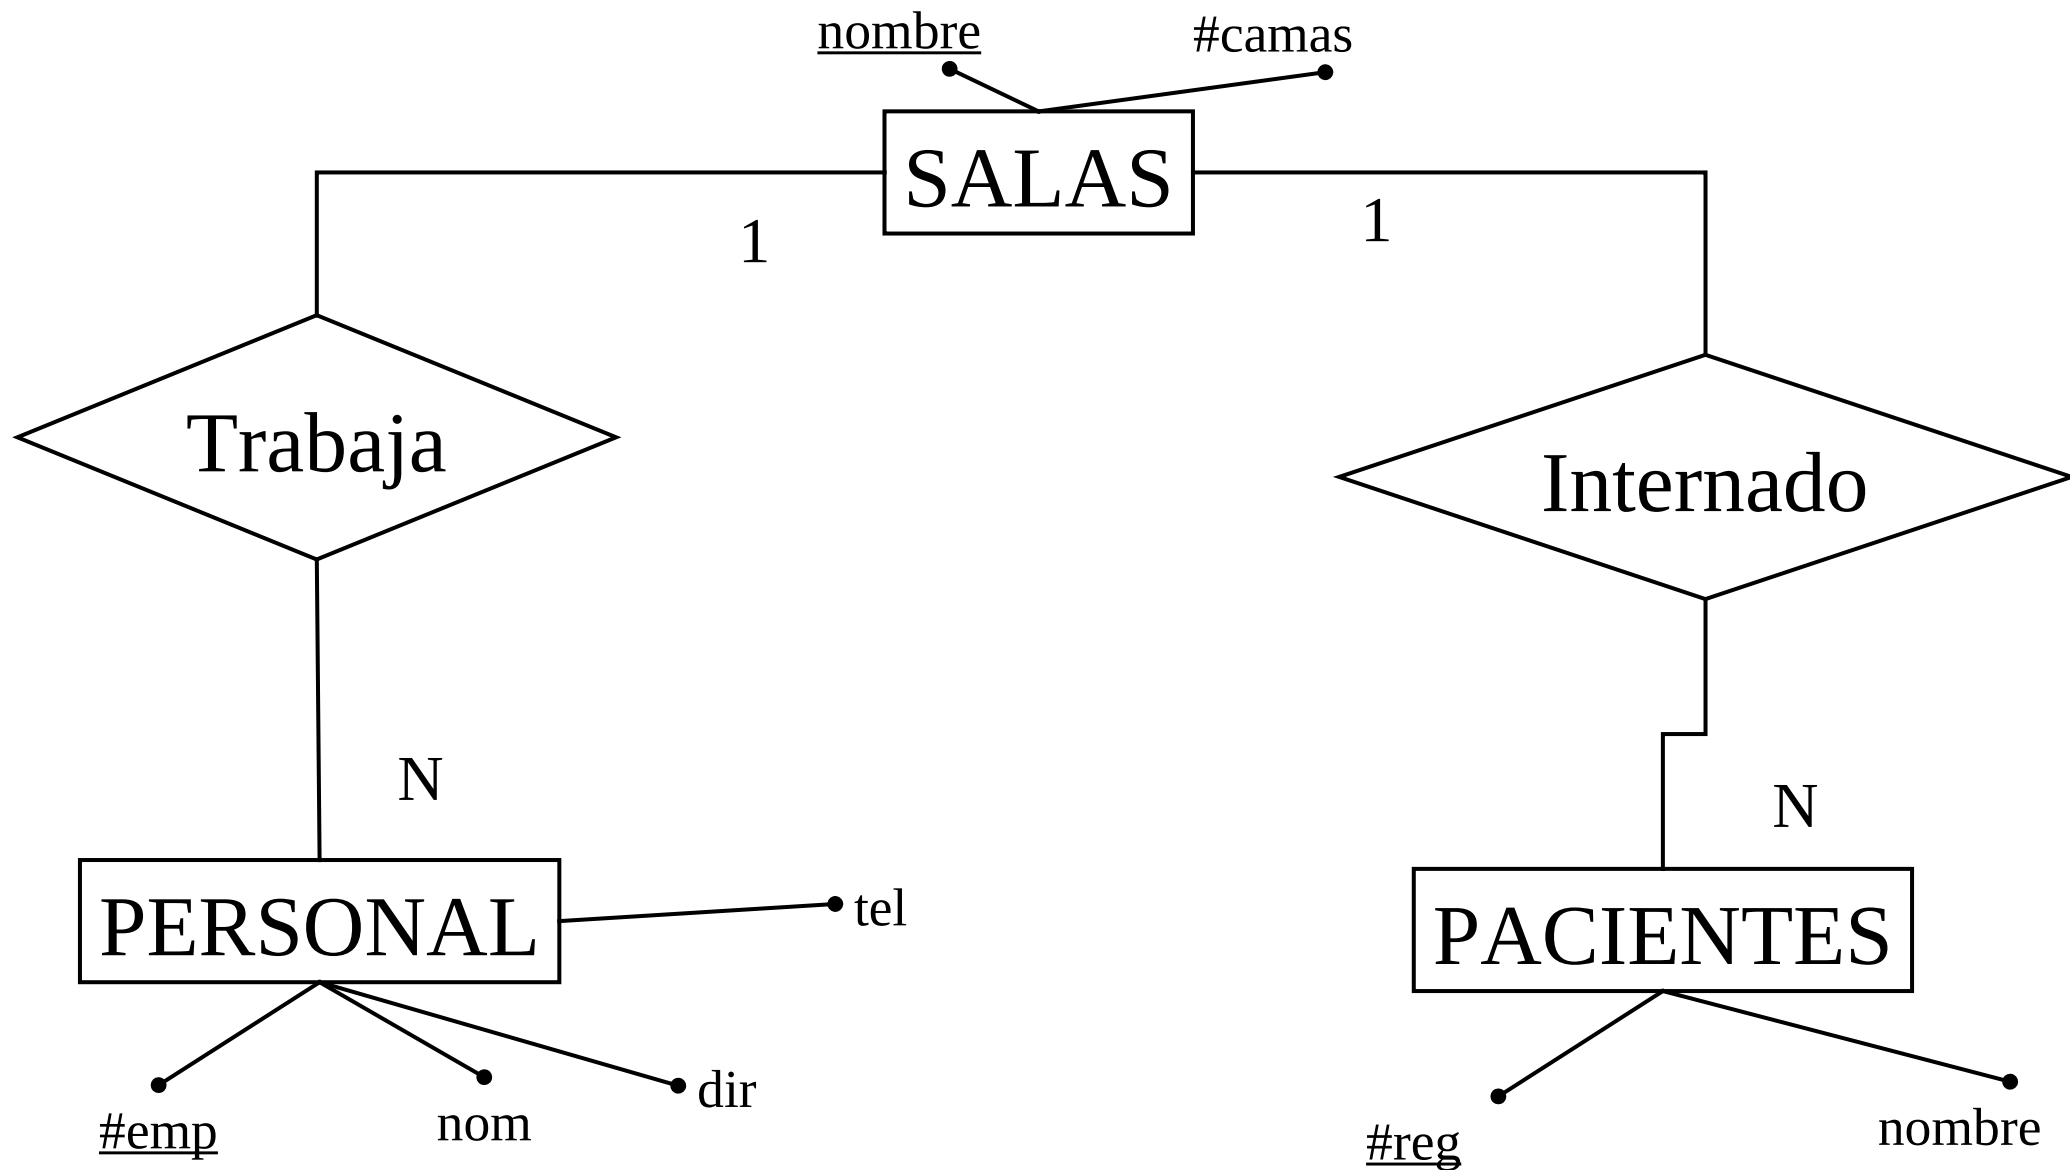 nombre
#camas
SALAS
1
1
Trabaja
Internado
N
N
PERSONAL
tel
PACIENTES
#emp
nom
dir
#reg
nombre